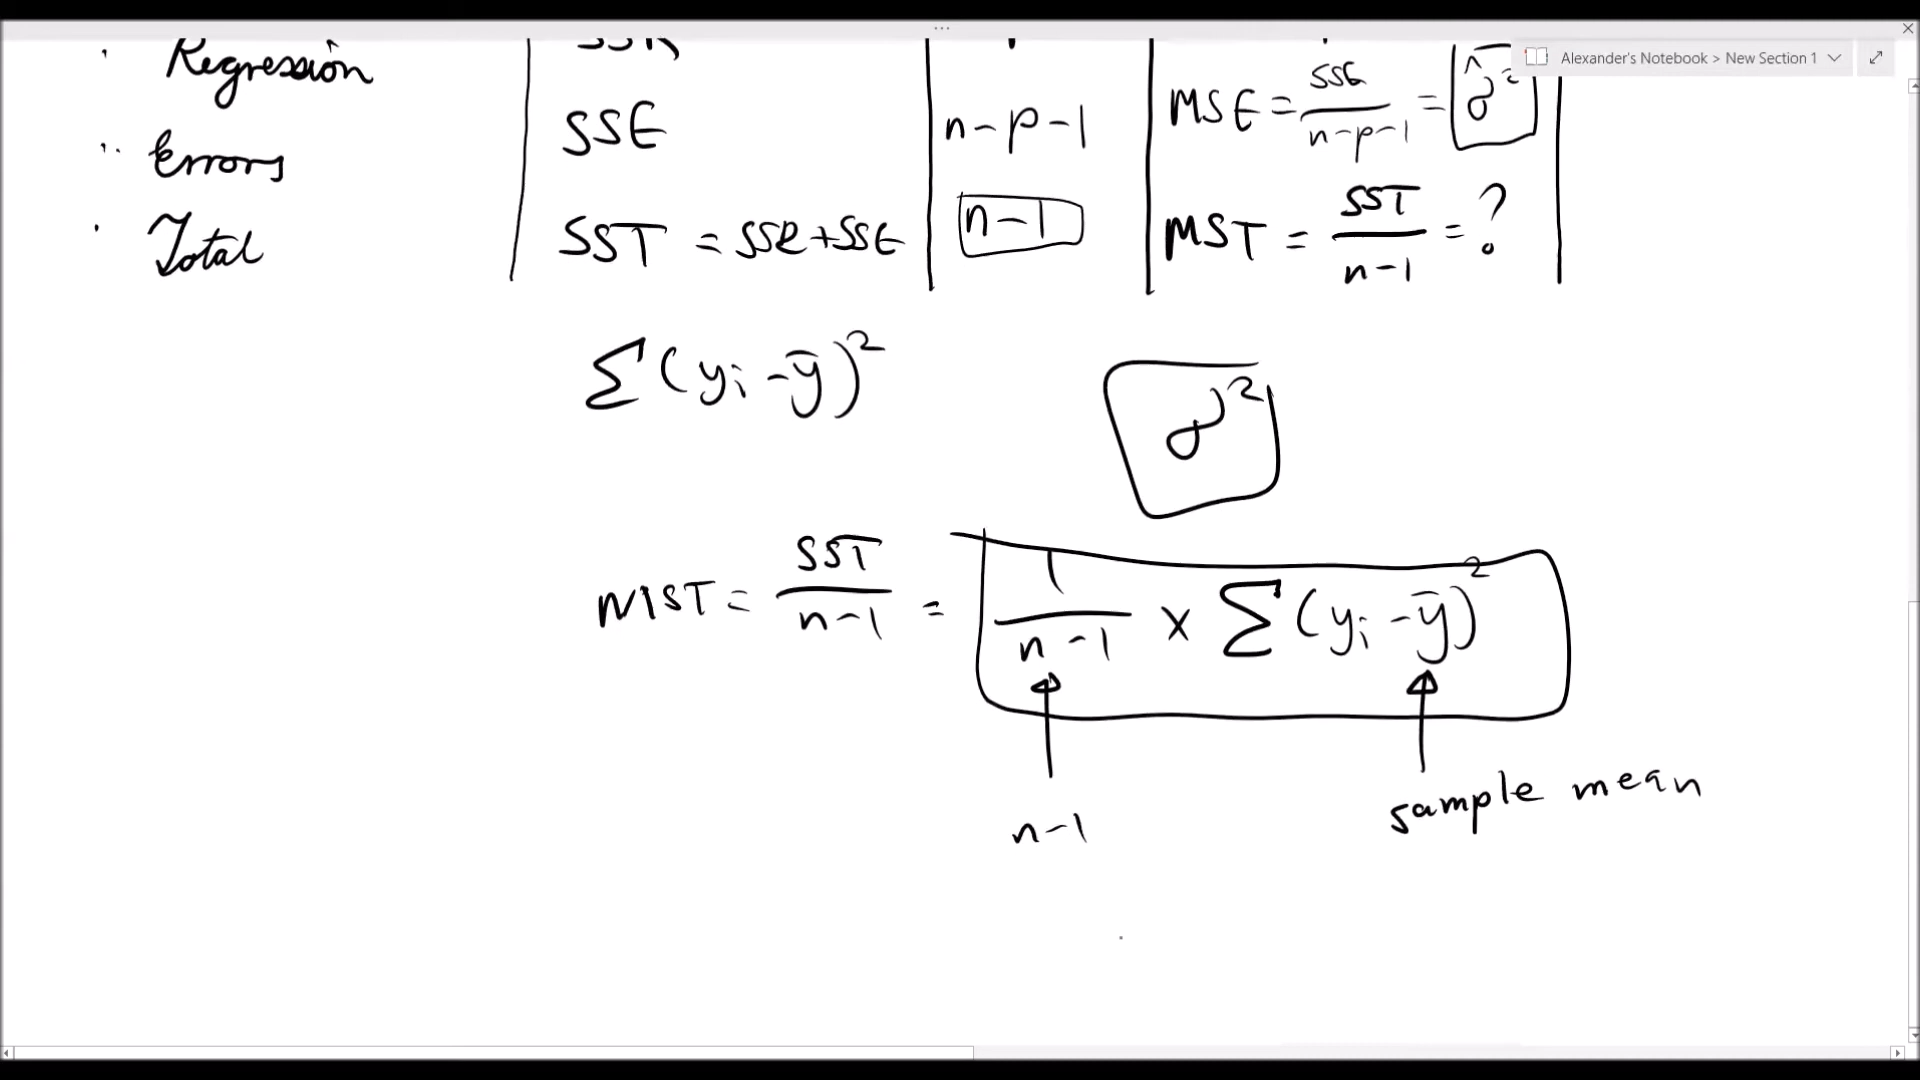 Alexander's Notebook > New Section 1
Regression SSR
Errors SSE n-p-1 MSE = SSE/(n-p-1) = σ̂²
Total SST = SSR+SSE n-1 MST = SST/(n-1) = ?
Σ(yᵢ - ȳ)²
σ²
MST = SST/(n-1) = 1/(n-1) × Σ(yᵢ - ȳ)²
n-1
sample mean